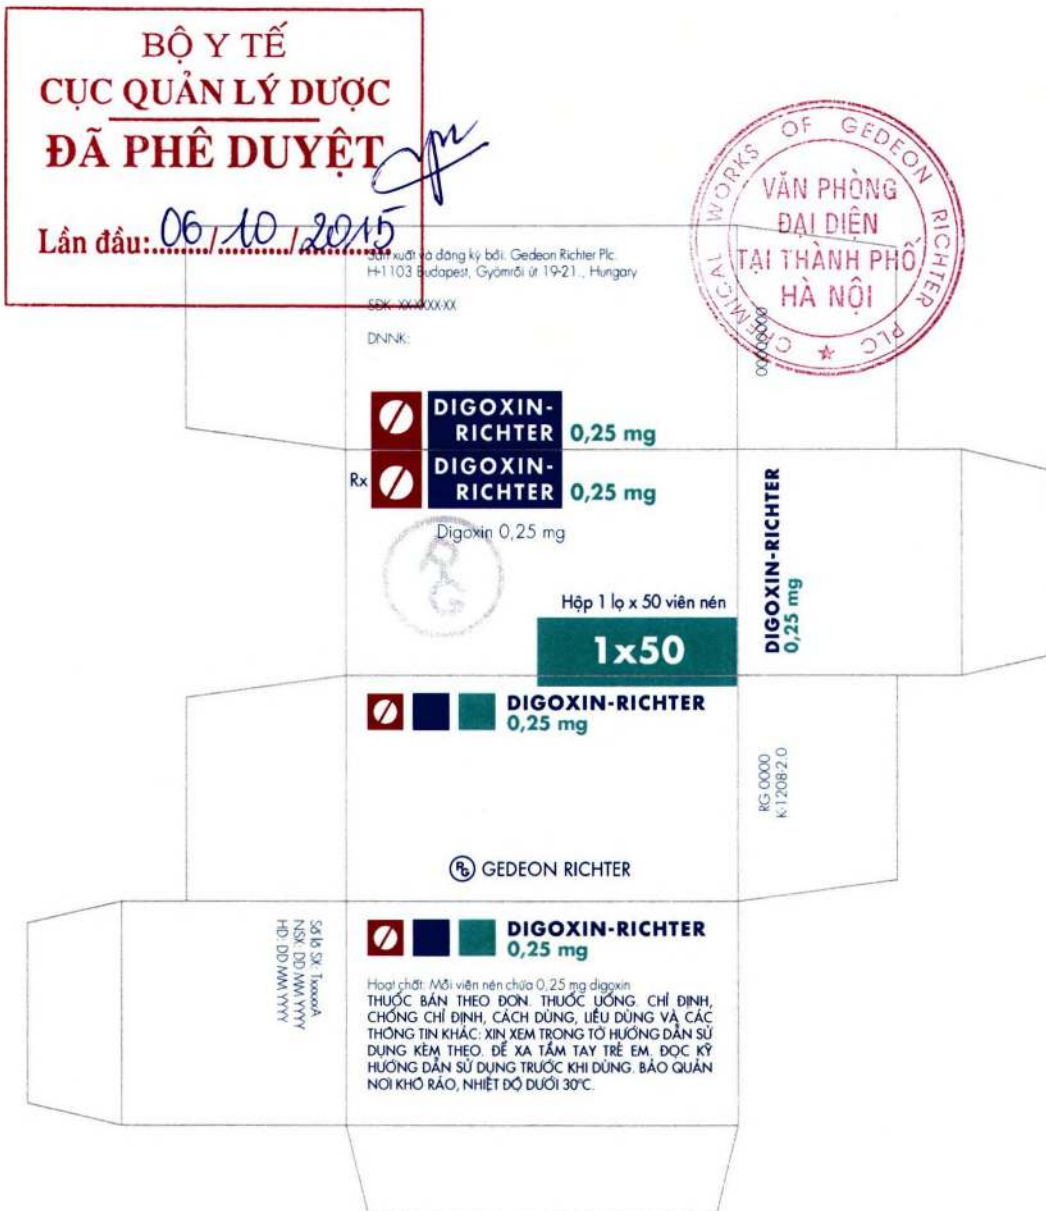 BỘ Y TẾ
CỤC QUẢN LÝ DƯỢC
ĐÃ PHÊ DUYỆT
Lần đầu: 06/10/2015
CHEMICAL WORKS OF GEDEON RICHTER PLC
VĂN PHÒNG
ĐẠI DIỆN
TẠI THÀNH PHỐ
HÀ NỘI
Sản xuất và đăng ký bởi: Gedeon Richter Plc.
H-1103 Budapest, Gyömrői út 19-21., Hungary
SĐK: XX-XXXX-XX
DNNK:
DIGOXIN-
RICHTER 0,25 mg
Rx DIGOXIN-
RICHTER 0,25 mg
Digoxin 0,25 mg
RG
Hộp 1 lọ x 50 viên nén
1x50
DIGOXIN-RICHTER
0,25 mg
DIGOXIN-RICHTER
0,25 mg
RG 0000
K-1208-2.0
RG GEDEON RICHTER
Số lô SX: TxxxxxA
NSX: DD MM YYYY
HD: DD MM YYYY
DIGOXIN-RICHTER
0,25 mg
Hoạt chất: Mỗi viên nén chứa 0,25 mg digoxin
THUỐC BÁN THEO ĐƠN. THUỐC UỐNG. CHỈ ĐỊNH,
CHỐNG CHỈ ĐỊNH, CÁCH DÙNG, LIỀU DÙNG VÀ CÁC
THÔNG TIN KHÁC: XIN XEM TRONG TỜ HƯỚNG DẪN SỬ
DỤNG KÈM THEO. ĐỂ XA TẦM TAY TRẺ EM. ĐỌC KỸ
HƯỚNG DẪN SỬ DỤNG TRƯỚC KHI DÙNG. BẢO QUẢN
NƠI KHÔ RÁO, NHIỆT ĐỘ DƯỚI 30°C.